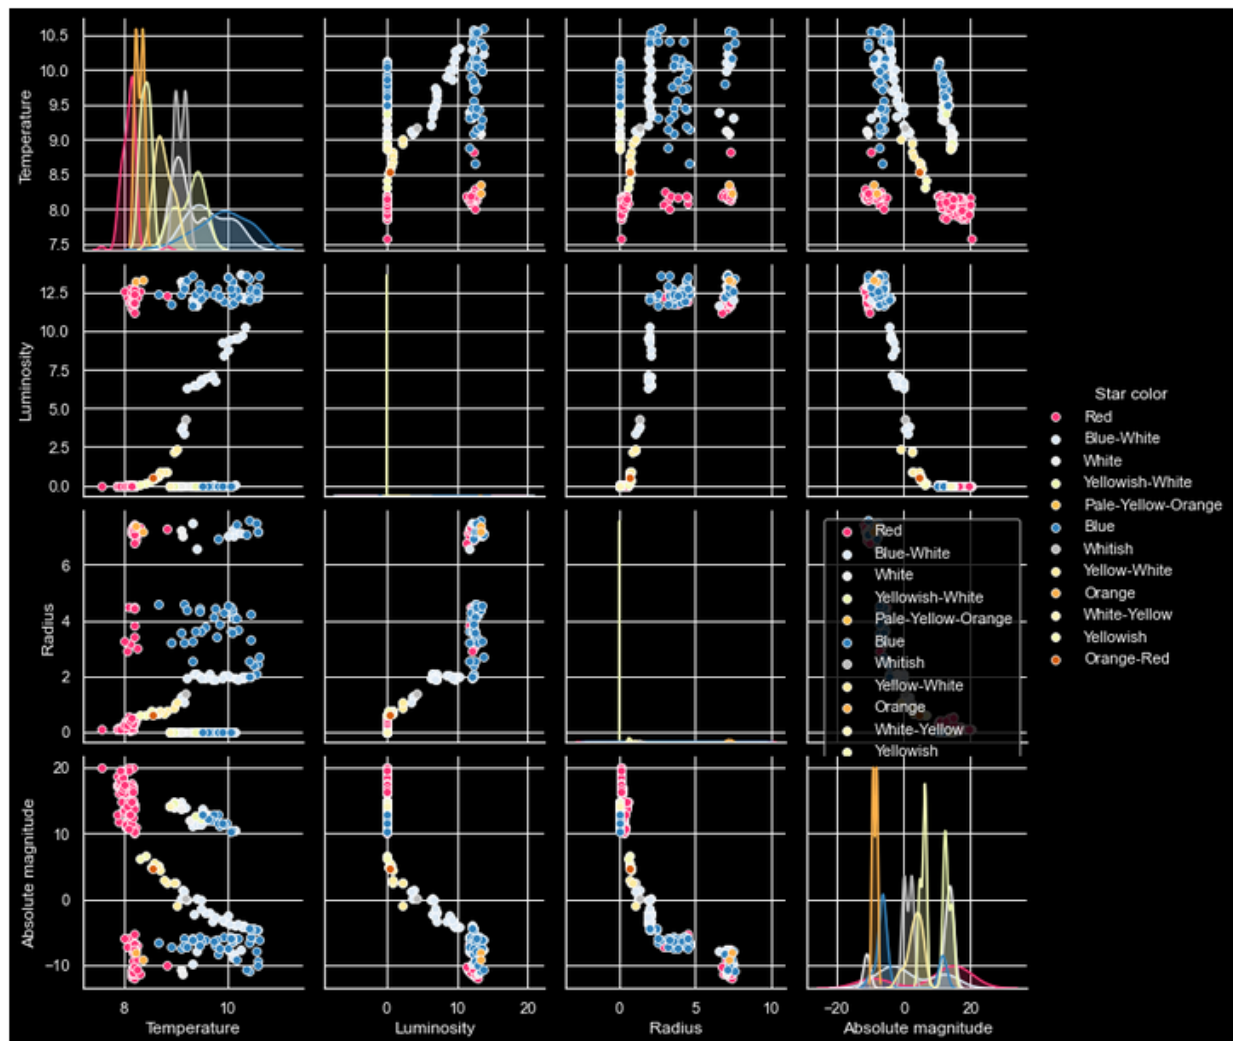 10.5
10.0
9.5
9.0
8.5
8.0
7.5
Temperature
12.5
10.0
7.5
5.0
2.5
0.0
Luminosity
6
4
2
0
Radius
20
10
0
−10
Absolute magnitude
8 10
Temperature
0 10 20
Luminosity
0 5 10
Radius
−20 0 20
Absolute magnitude
Red
Blue-White
White
Yellowish-White
Pale-Yellow-Orange
Blue
Whitish
Yellow-White
Orange
White-Yellow
Yellowish
Star color
Red
Blue-White
White
Yellowish-White
Pale-Yellow-Orange
Blue
Whitish
Yellow-White
Orange
White-Yellow
Yellowish
Orange-Red